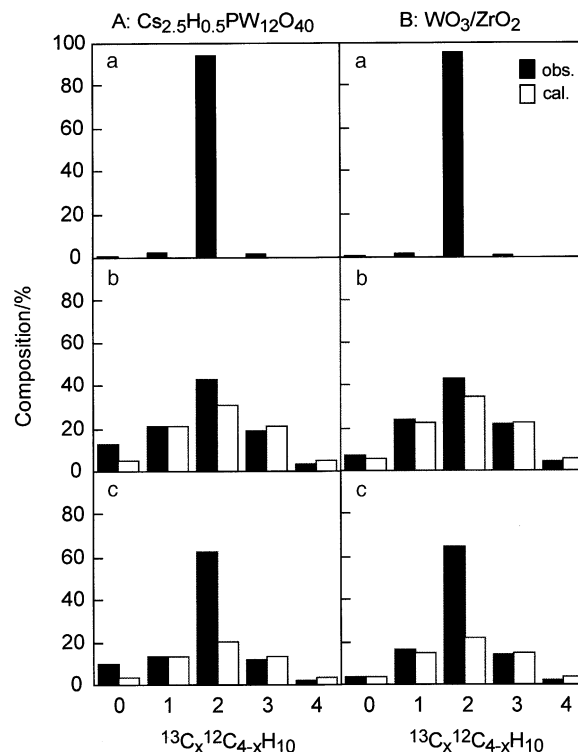 A: Cs2.5H0.5PW12O40 B: WO3/ZrO2
100
80
60
40
20
0
a
a
obs.
cal.
80
60
40
20
0
b
b
80
60
40
20
0
c
c
Composition/%
0 1 2 3 4 0 1 2 3 4
13Cx12C4-xH10 13Cx12C4-xH10